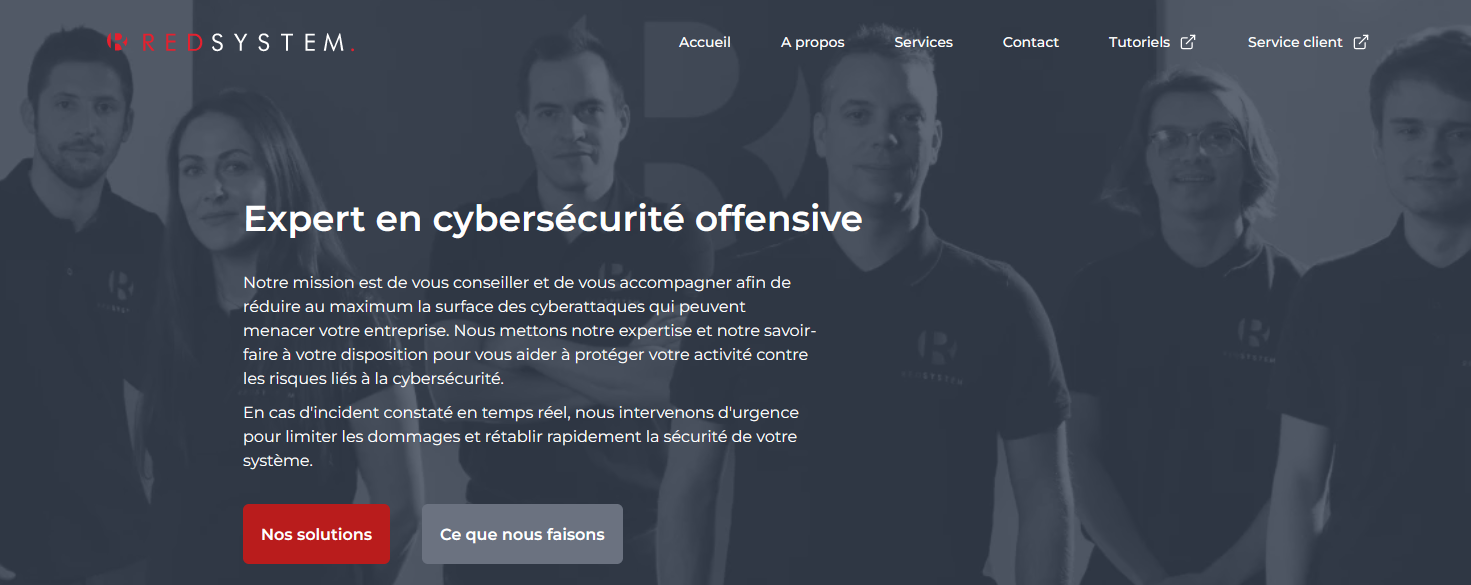 REDSYSTEM.
Accueil
A propos
Services
Contact
Tutoriels
Service client
Expert en cybersécurité offensive
Notre mission est de vous conseiller et de vous accompagner afin de
réduire au maximum la surface des cyberattaques qui peuvent
menacer votre entreprise. Nous mettons notre expertise et notre savoir-
faire à votre disposition pour vous aider à protéger votre activité contre
les risques liés à la cybersécurité.
En cas d'incident constaté en temps réel, nous intervenons d'urgence
pour limiter les dommages et rétablir rapidement la sécurité de votre
système.
Nos solutions
Ce que nous faisons